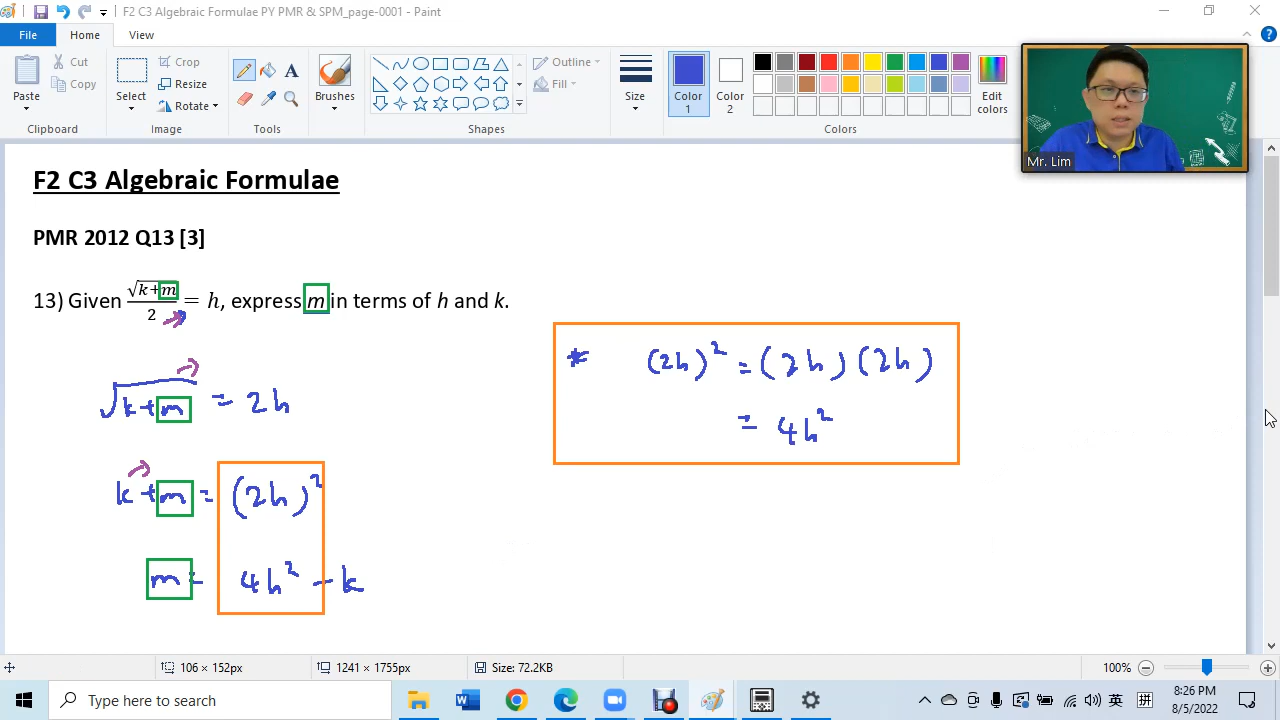 F2 C3 Algebraic Formulae PY PMR & SPM_page-0001 - Paint
File Home View
Paste Cut Copy Clipboard
Select Crop Resize Rotate Image
Tools
Brushes
Shapes Outline Fill
Size
Color 1 Color 2 Edit colors Colors
Mr. Lim
F2 C3 Algebraic Formulae
PMR 2012 Q13 [3]
13) Given √(k+m)/2 = h, express m in terms of h and k.
√(k+m) = 2h
k+m = (2h)²
m = 4h² - k
* (2h)² = (2h)(2h)
= 4h²
106 × 152px 1241 × 1755px Size: 72.2KB 100%
Type here to search
英 拼 8:26 PM
8/5/2022